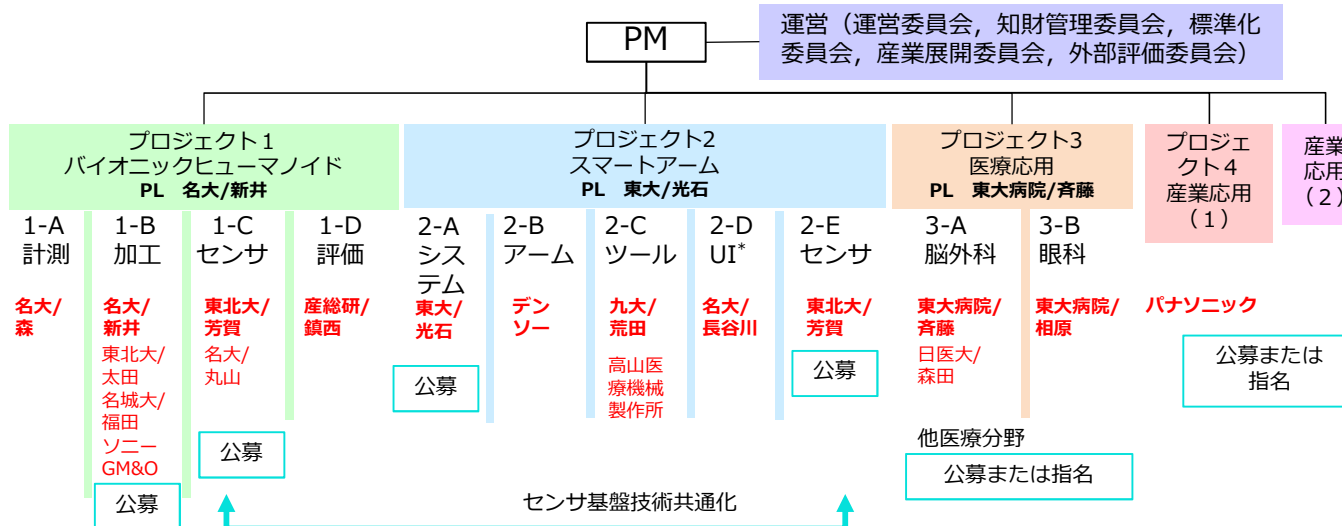 PM
運営（運営委員会，知財管理委員会，標準化
委員会，産業展開委員会，外部評価委員会）
プロジェクト１
バイオニックヒューマノイド
PL　名大/新井
プロジェクト2
スマートアーム
PL　東大/光石
プロジェクト3
医療応用
PL　東大病院/斉藤
プロジェ
クト４
産業応用
（１）
産業
応用
（２）
1-A
計測
名大/
森
1-B
加工
名大/
新井
東北大/
太田
名城大/
福田
ソニー
GM&O
公募
1-C
センサ
東北大/
芳賀
名大/
丸山
公募
1-D
評価
産総研/
鎮西
2-A
シス
テム
東大/
光石
公募
2-B
アーム
デン
ソー
2-C
ツール
九大/
荒田
高山医
療機械
製作所
2-D
UI*
名大/
長谷川
2-E
センサ
東北大/
芳賀
公募
3-A
脳外科
東大病院/
斉藤
日医大/
森田
3-B
眼科
東大病院/
相原
他医療分野
公募または指名
パナソニック
公募または
指名
センサ基盤技術共通化